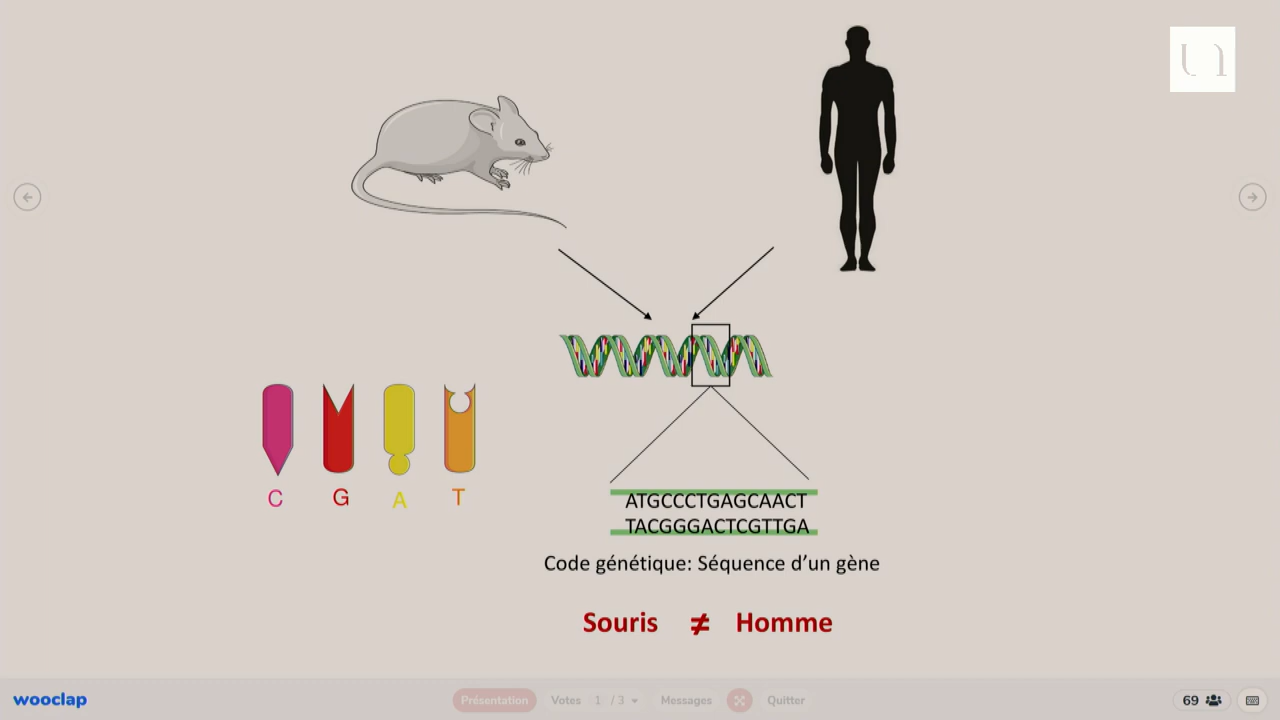 C G A T
ATGCCCTGAGCAACT
TACGGGACTCGTTGA
Code génétique: Séquence d’un gène
Souris ≠ Homme
wooclap
Présentation Votes 1 / 3 Messages Quitter
69